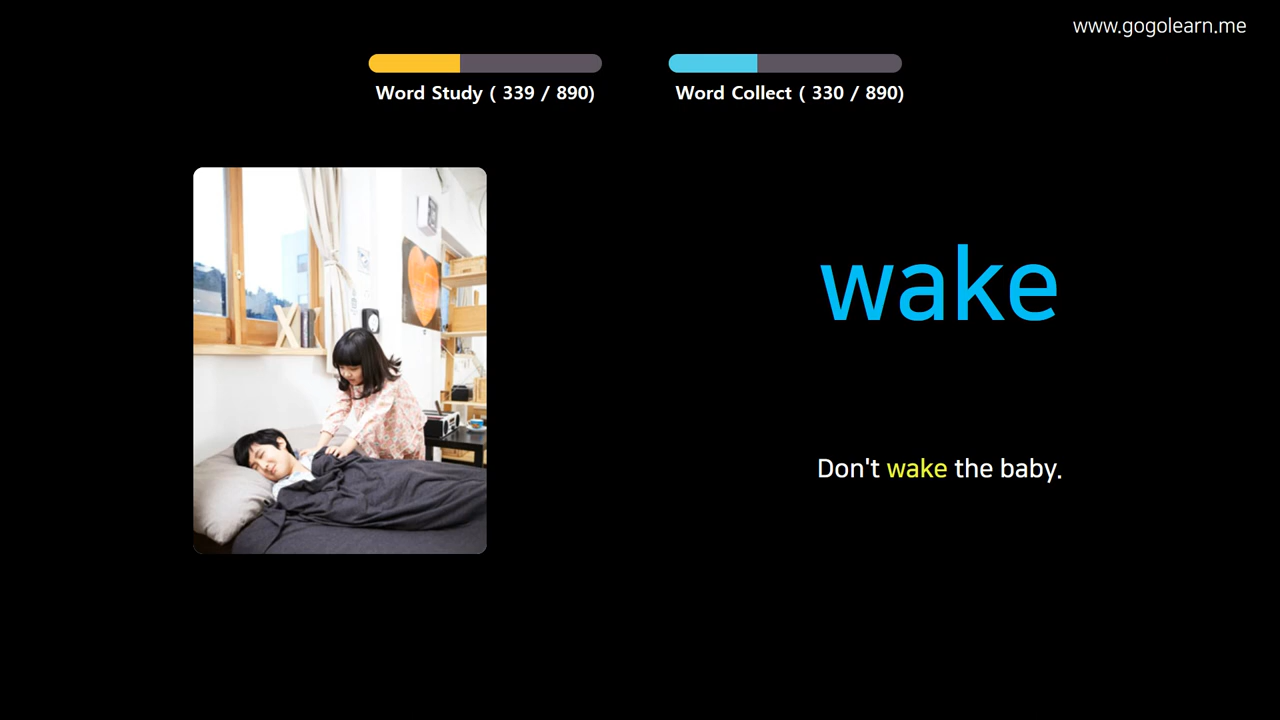 www.gogolearn.me
Word Study ( 339 / 890)
Word Collect ( 330 / 890)
wake
Don't wake the baby.